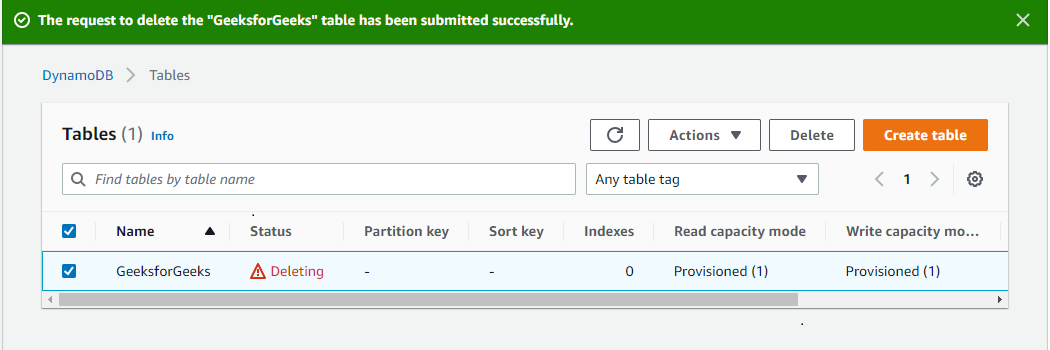 The request to delete the "GeeksforGeeks" table has been submitted successfully.
DynamoDB > Tables
Tables (1) Info
Actions Delete Create table
Find tables by table name Any table tag 1
Name Status Partition key Sort key Indexes Read capacity mode Write capacity mo...
GeeksforGeeks Deleting - - 0 Provisioned (1) Provisioned (1)